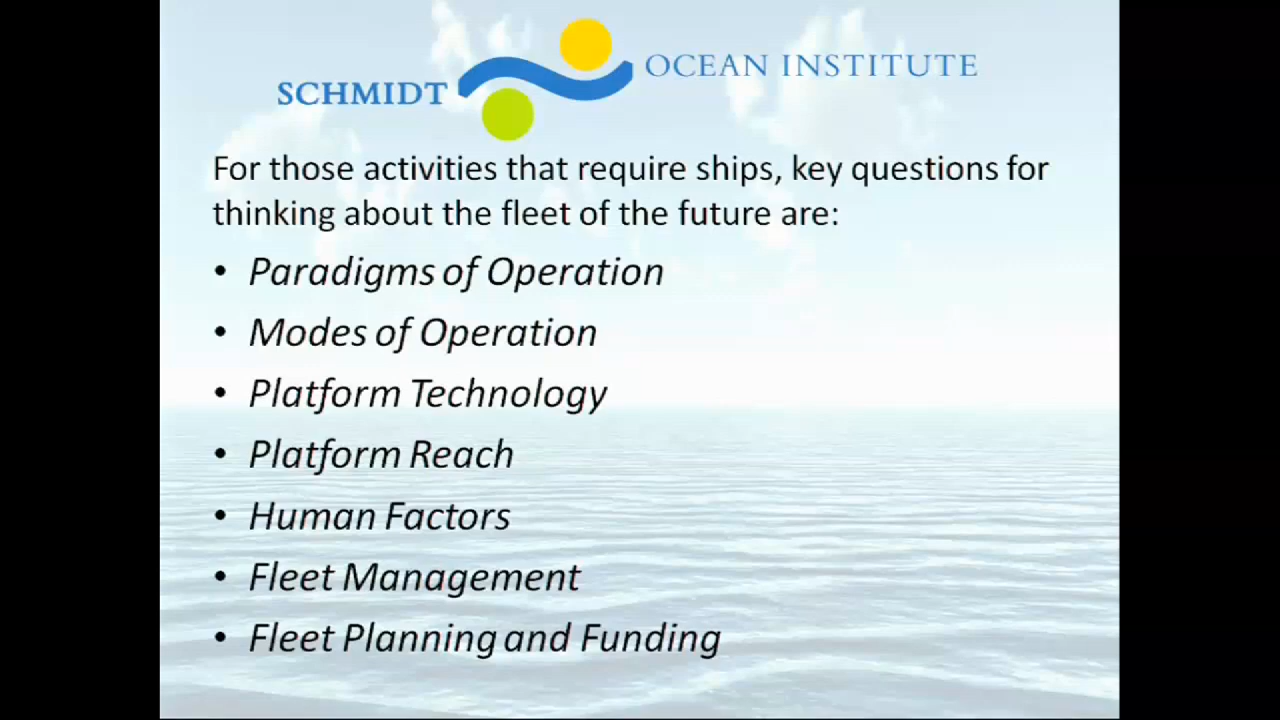 SCHMIDT OCEAN INSTITUTE
For those activities that require ships, key questions for
thinking about the fleet of the future are:
• Paradigms of Operation
• Modes of Operation
• Platform Technology
• Platform Reach
• Human Factors
• Fleet Management
• Fleet Planning and Funding